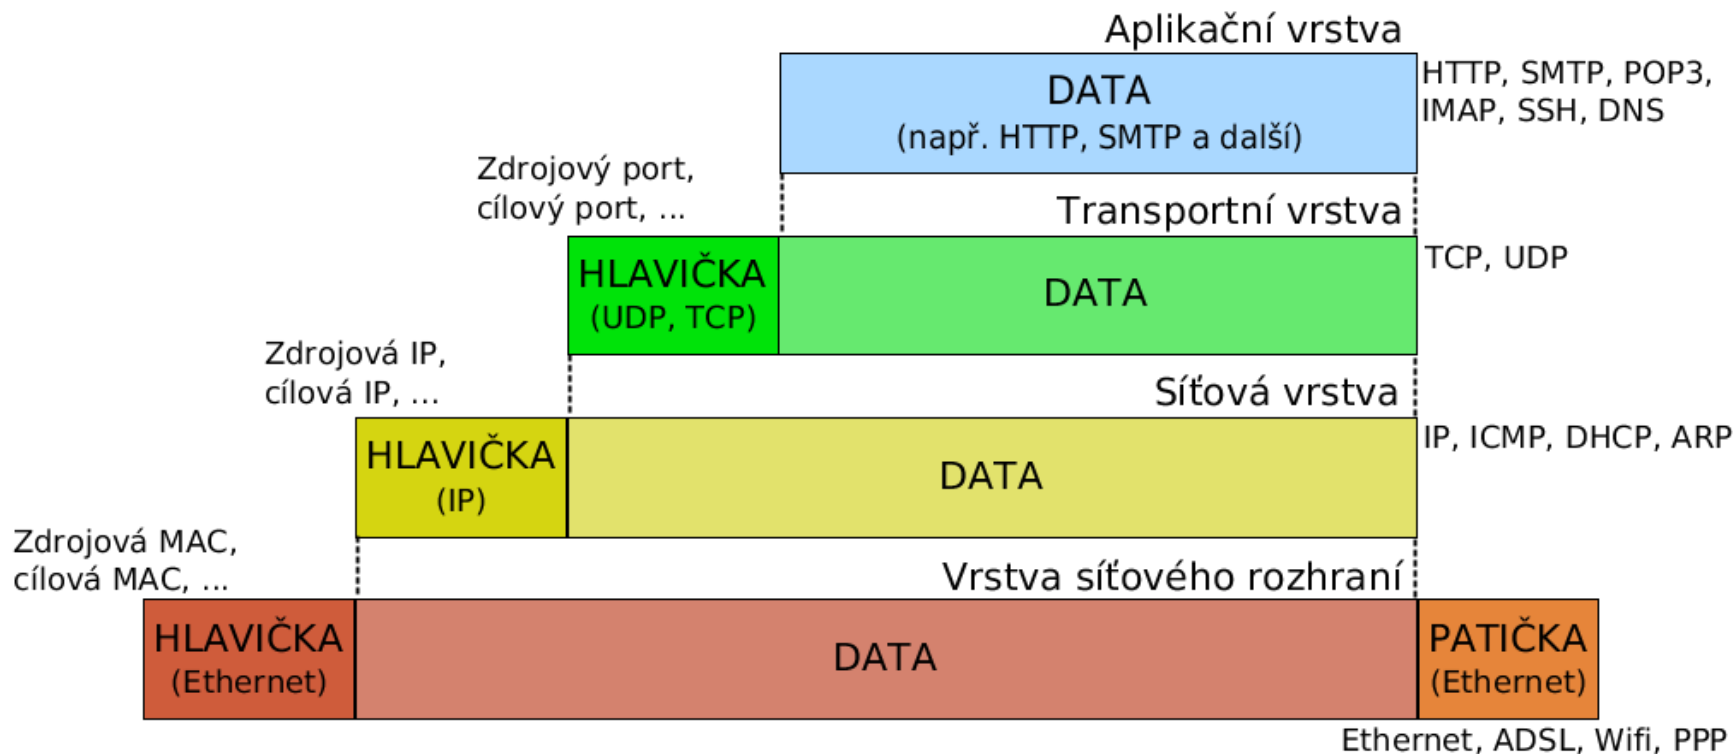 Aplikační vrstva
DATA
(např. HTTP, SMTP a další)
HTTP, SMTP, POP3,
IMAP, SSH, DNS
Zdrojový port,
cílový port, ...
Transportní vrstva
HLAVIČKA
(UDP, TCP)
DATA
TCP, UDP
Zdrojová IP,
cílová IP, ...
Síťová vrstva
HLAVIČKA
(IP)
DATA
IP, ICMP, DHCP, ARP
Zdrojová MAC,
cílová MAC, ...
Vrstva síťového rozhraní
HLAVIČKA
(Ethernet)
DATA
PATIČKA
(Ethernet)
Ethernet, ADSL, Wifi, PPP